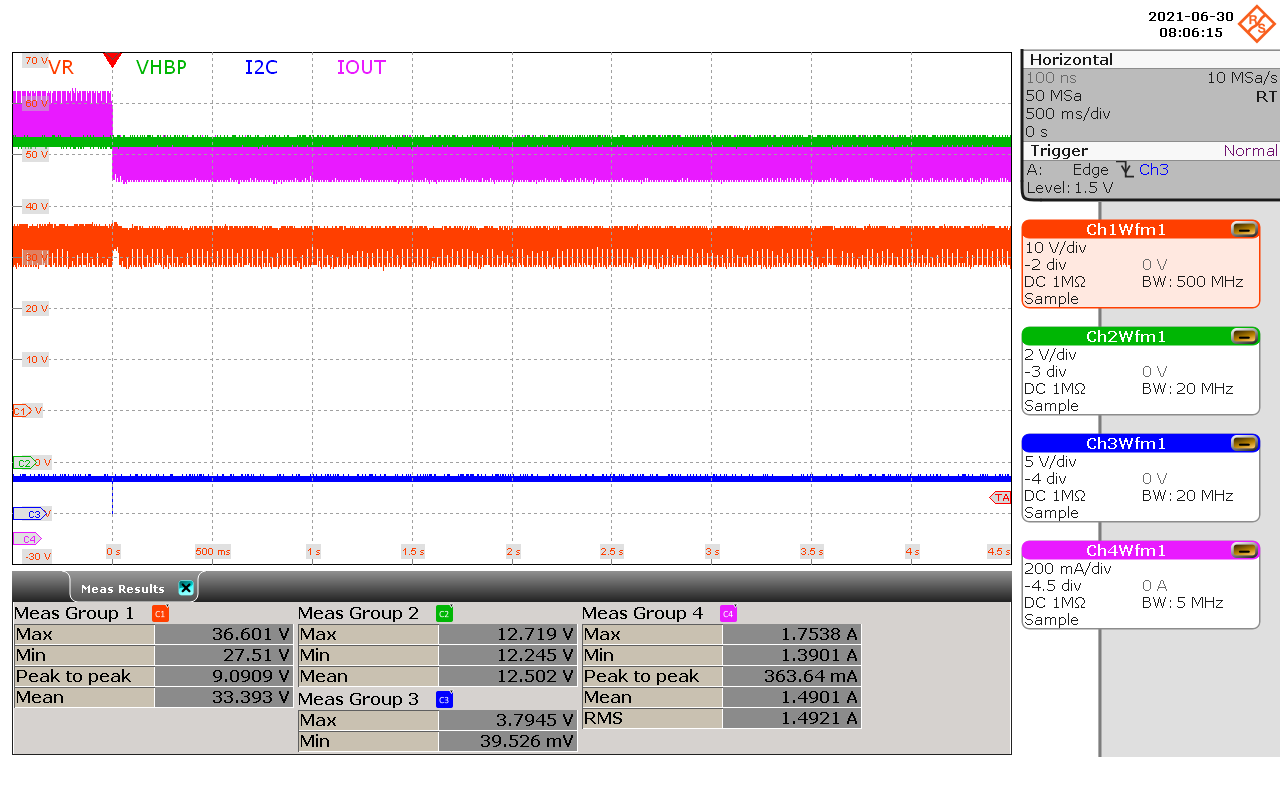 2021-06-30
08:06:15
VR VHBP I2C IOUT
70 V
60 V
50 V
40 V
30 V
20 V
10 V
C1 V
C2 0 V
C3 V
C4
-30 V
TA
0 s 500 ms 1 s 1.5 s 2 s 2.5 s 3 s 3.5 s 4 s 4.5 s
Horizontal
100 ns 10 MSa/s
50 MSa RT
500 ms/div
0 s
Trigger Normal
A: Edge Ch3
Level: 1.5 V
Ch1Wfm1
10 V/div
-2 div 0 V
DC 1MΩ BW: 500 MHz
Sample
Ch2Wfm1
2 V/div
-3 div 0 V
DC 1MΩ BW: 20 MHz
Sample
Ch3Wfm1
5 V/div
-4 div 0 V
DC 1MΩ BW: 20 MHz
Sample
Ch4Wfm1
200 mA/div
-4.5 div 0 A
DC 1MΩ BW: 5 MHz
Sample
Meas Results
Meas Group 1 C1
Max 36.601 V
Min 27.51 V
Peak to peak 9.0909 V
Mean 33.393 V
Meas Group 2 C2
Max 12.719 V
Min 12.245 V
Mean 12.502 V
Meas Group 3 C3
Max 3.7945 V
Min 39.526 mV
Meas Group 4 C4
Max 1.7538 A
Min 1.3901 A
Peak to peak 363.64 mA
Mean 1.4901 A
RMS 1.4921 A